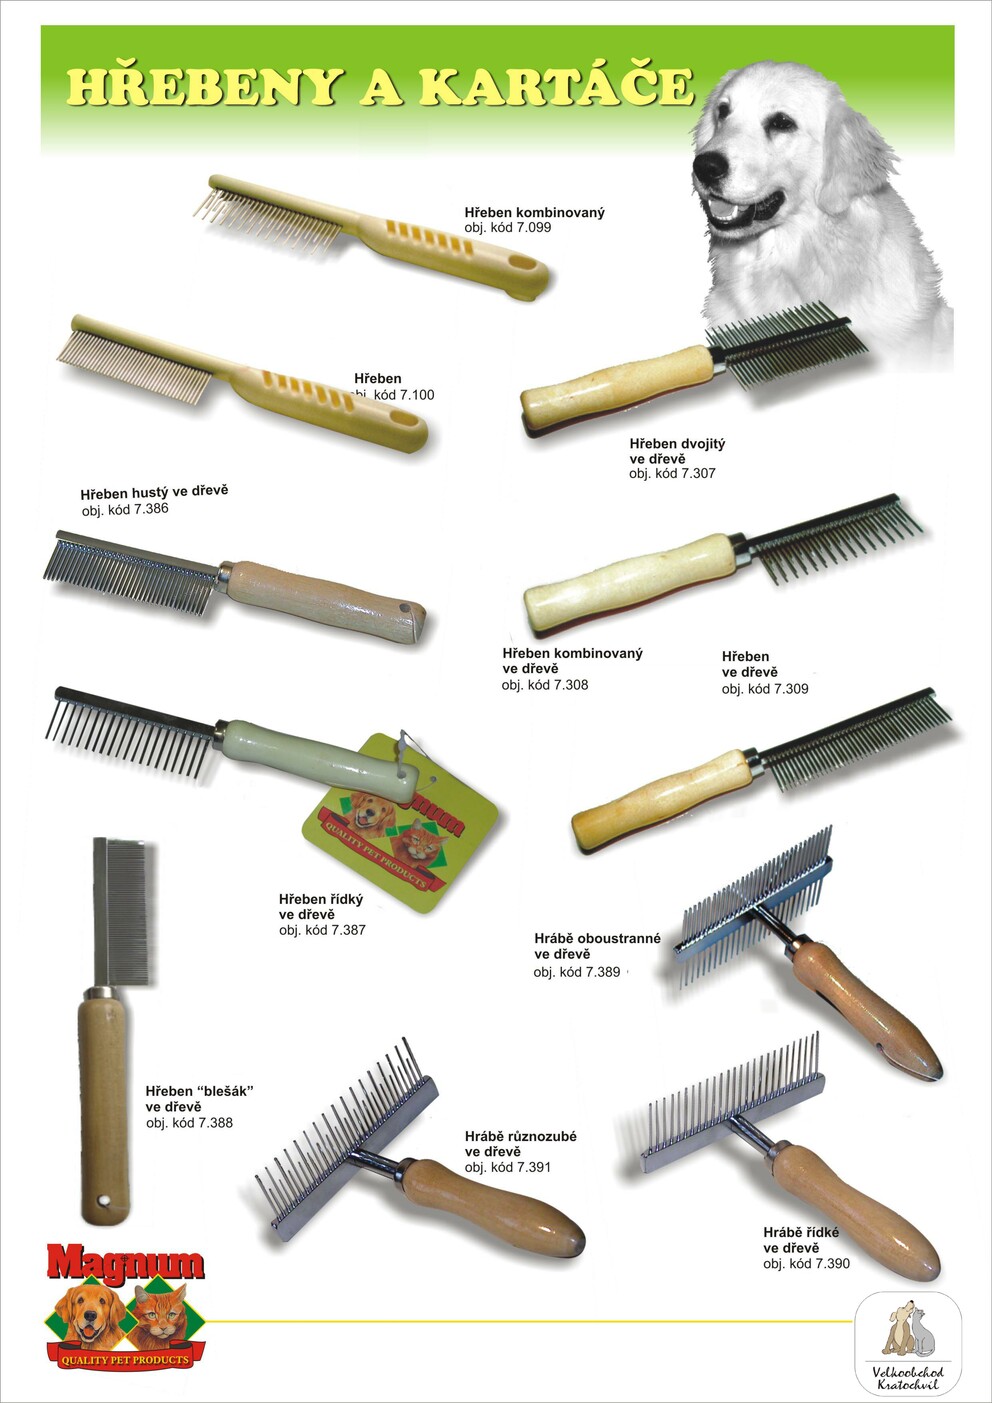 HŘEBENY A KARTÁČE
Hřeben kombinovaný
obj. kód 7.099
Hřeben
obj. kód 7.100
Hřeben dvojitý
ve dřevě
obj. kód 7.307
Hřeben hustý ve dřevě
obj. kód 7.386
Hřeben kombinovaný
ve dřevě
obj. kód 7.308
Hřeben
ve dřevě
obj. kód 7.309
Magnum
QUALITY PET PRODUCTS
Hřeben řídký
ve dřevě
obj. kód 7.387
Hrábě oboustranné
ve dřevě
obj. kód 7.389
Hřeben “blešák”
ve dřevě
obj. kód 7.388
Hrábě různozubé
ve dřevě
obj. kód 7.391
Hrábě řídké
ve dřevě
obj. kód 7.390
Magnum
QUALITY PET PRODUCTS
Velkoobchod
Kratochvíl